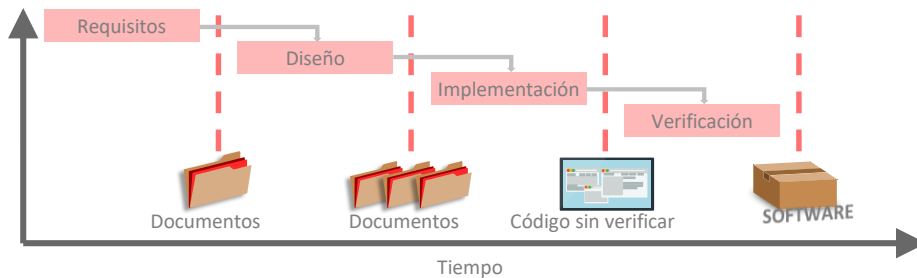 Requisitos
Diseño
Implementación
Verificación
Documentos
Documentos
Código sin verificar
SOFTWARE
Tiempo